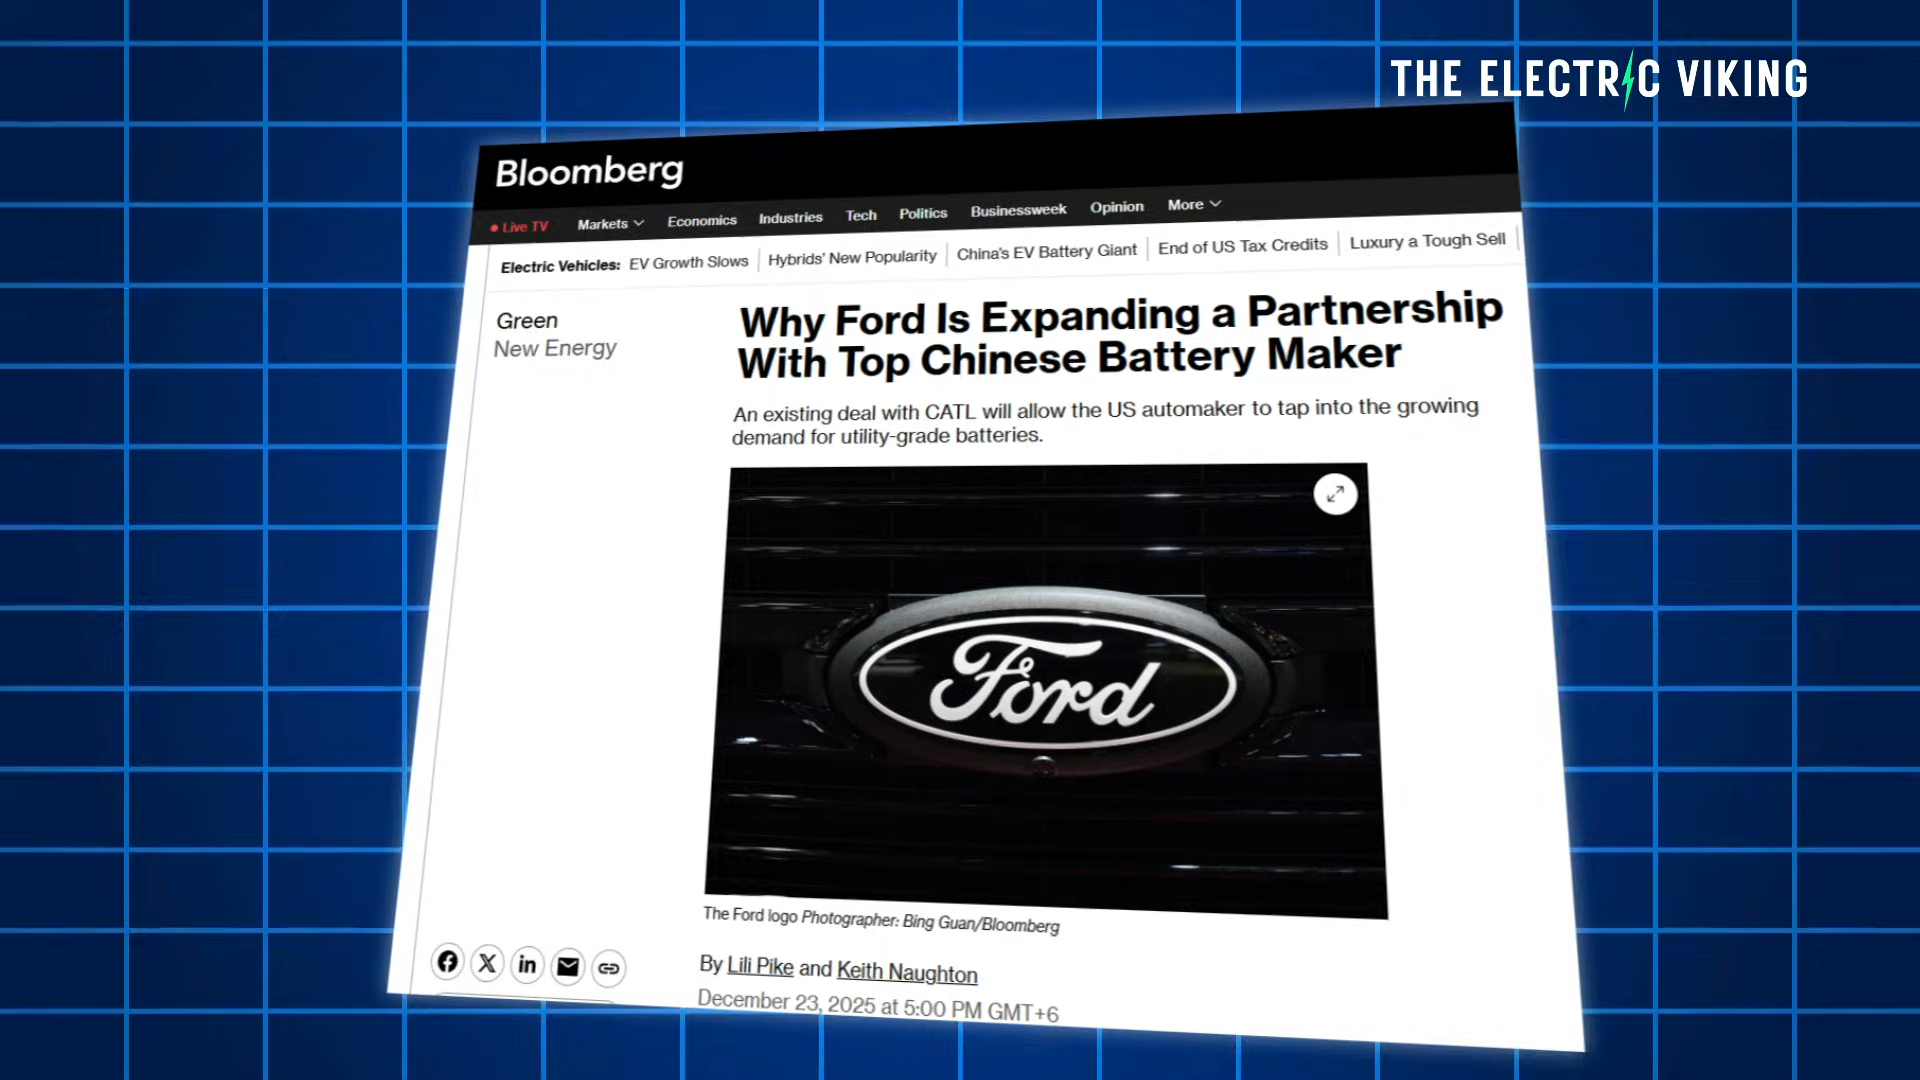 THE ELECTRIC VIKING
Bloomberg
Live TV Markets Economics Industries Tech Politics Businessweek Opinion More
Electric Vehicles: EV Growth Slows Hybrids' New Popularity China's EV Battery Giant End of US Tax Credits Luxury a Tough Sell
Green
New Energy
Why Ford Is Expanding a Partnership
With Top Chinese Battery Maker
An existing deal with CATL will allow the US automaker to tap into the growing
demand for utility-grade batteries.
Ford
The Ford logo Photographer: Bing Guan/Bloomberg
By Lili Pike and Keith Naughton
December 23, 2025 at 5:00 PM GMT+6